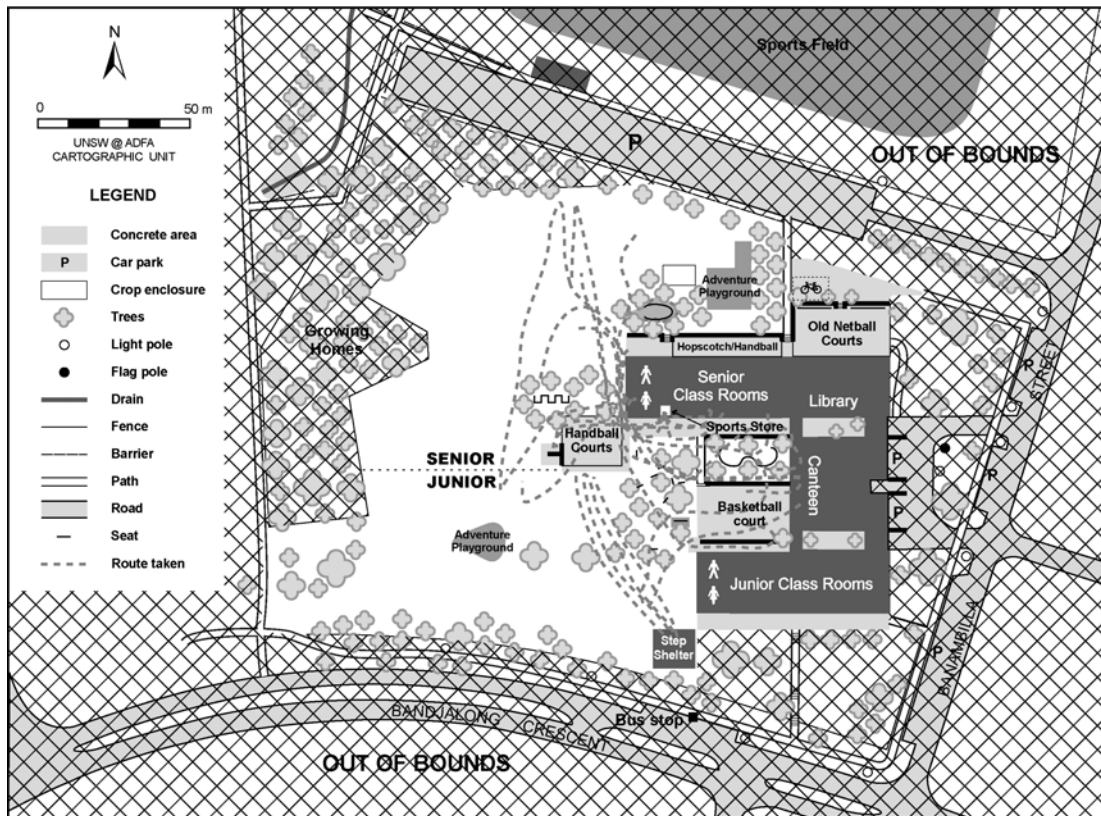 N
0
50 m
UNSW @ ADFA
CARTOGRAPHIC UNIT
LEGEND
Concrete area
P
Car park
Crop enclosure
Trees
Light pole
Flag pole
Drain
Fence
Barrier
Path
Road
Seat
Route taken
Sports Field
P
OUT OF BOUNDS
Adventure
Playground
Growing
Homes
Hopscotch/Handball
Old Netball
Courts
Senior
Class Rooms
Library
Sports Store
Handball
Courts
SENIOR
JUNIOR
Canteen
Basketball
court
Adventure
Playground
Junior Class Rooms
P
P
P
P
P
STREET
BANAMBILLA
Step
Shelter
Bus stop
BANDJALONG CRESCENT
OUT OF BOUNDS